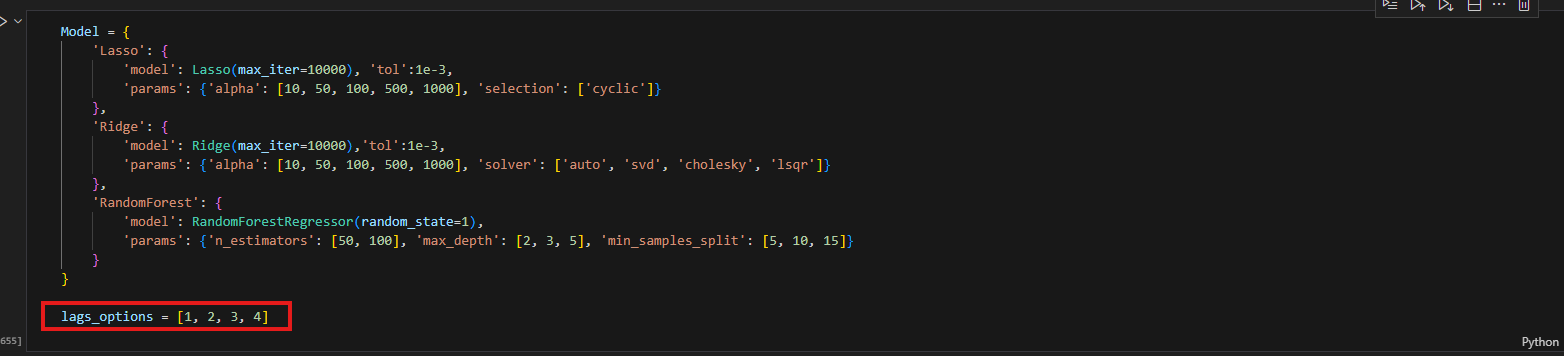 Model = {
'Lasso': {
'model': Lasso(max_iter=10000), 'tol':1e-3,
'params': {'alpha': [10, 50, 100, 500, 1000], 'selection': ['cyclic']}
},
'Ridge': {
'model': Ridge(max_iter=10000),'tol':1e-3,
'params': {'alpha': [10, 50, 100, 500, 1000], 'solver': ['auto', 'svd', 'cholesky', 'lsqr']}
},
'RandomForest': {
'model': RandomForestRegressor(random_state=1),
'params': {'n_estimators': [50, 100], 'max_depth': [2, 3, 5], 'min_samples_split': [5, 10, 15]}
}
}
lags_options = [1, 2, 3, 4]
655]
Python